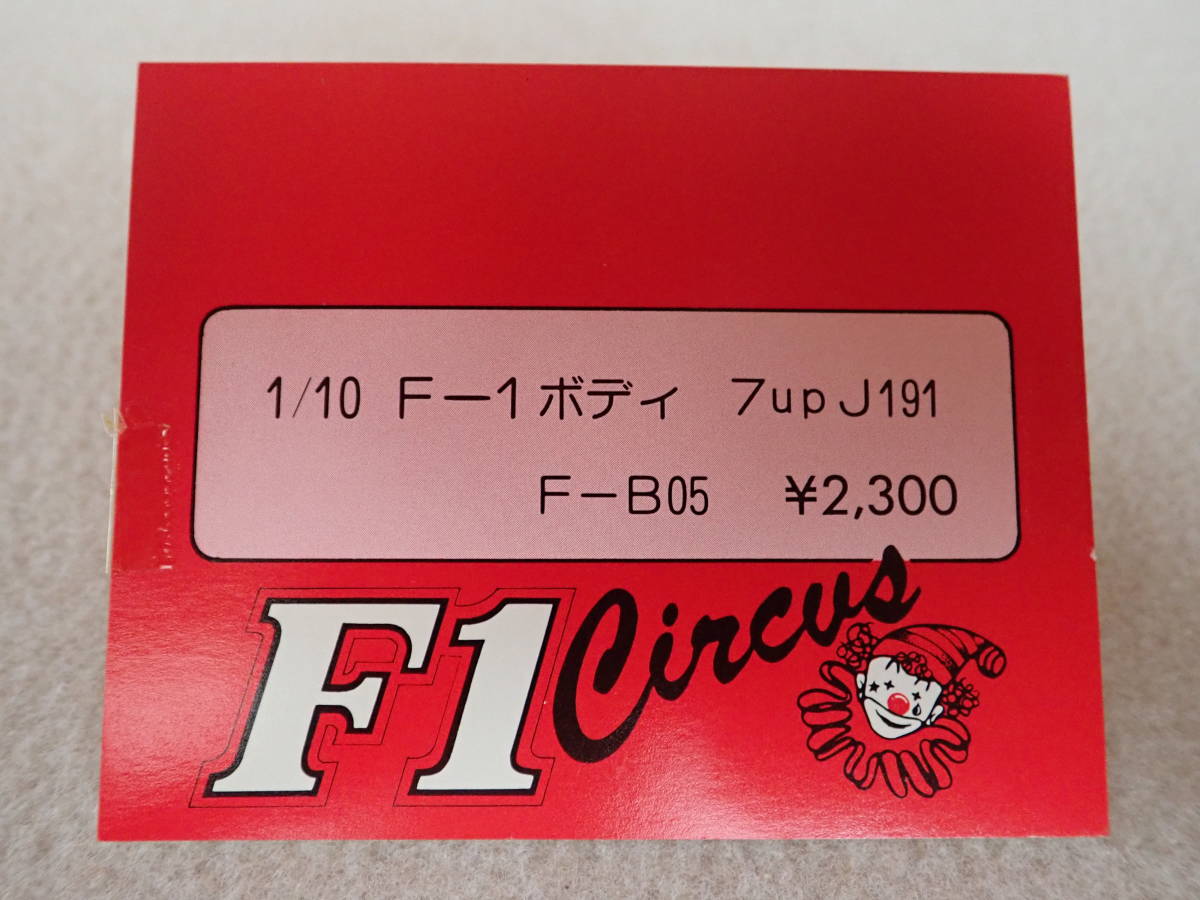 1/10 F-1ボディ 7up J191
F-B05 ¥2,300
F1 Circus